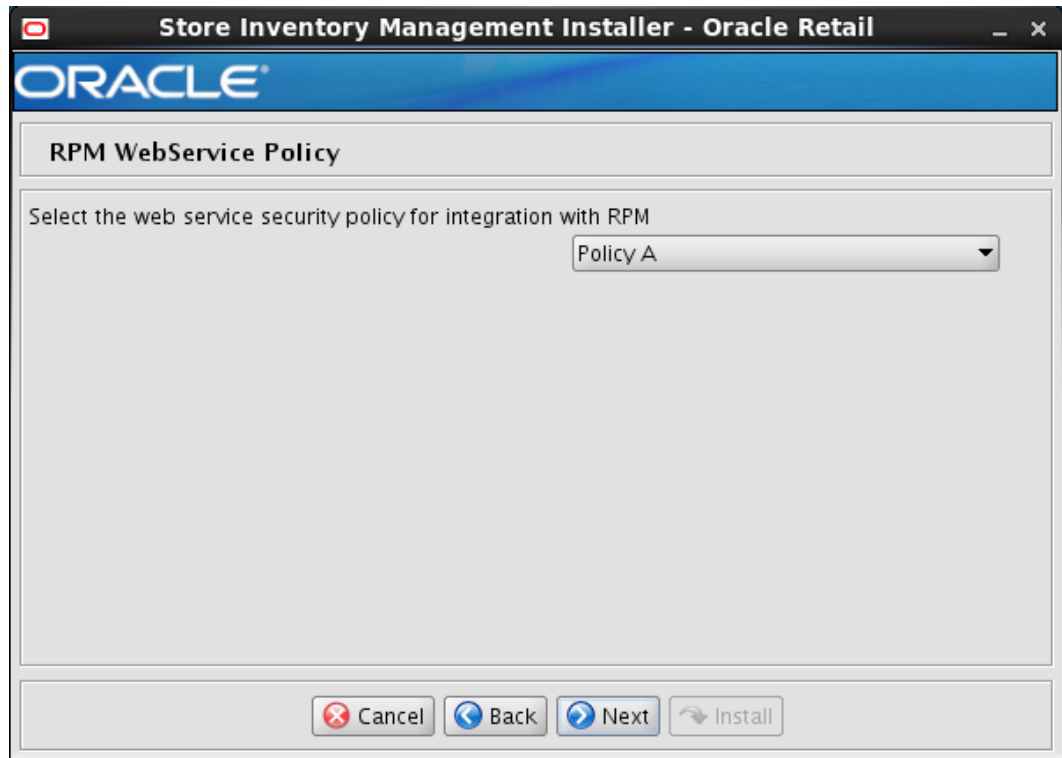 Store Inventory Management Installer - Oracle Retail
ORACLE
RPM WebService Policy
Select the web service security policy for integration with RPM
Policy A
Cancel Back Next Install